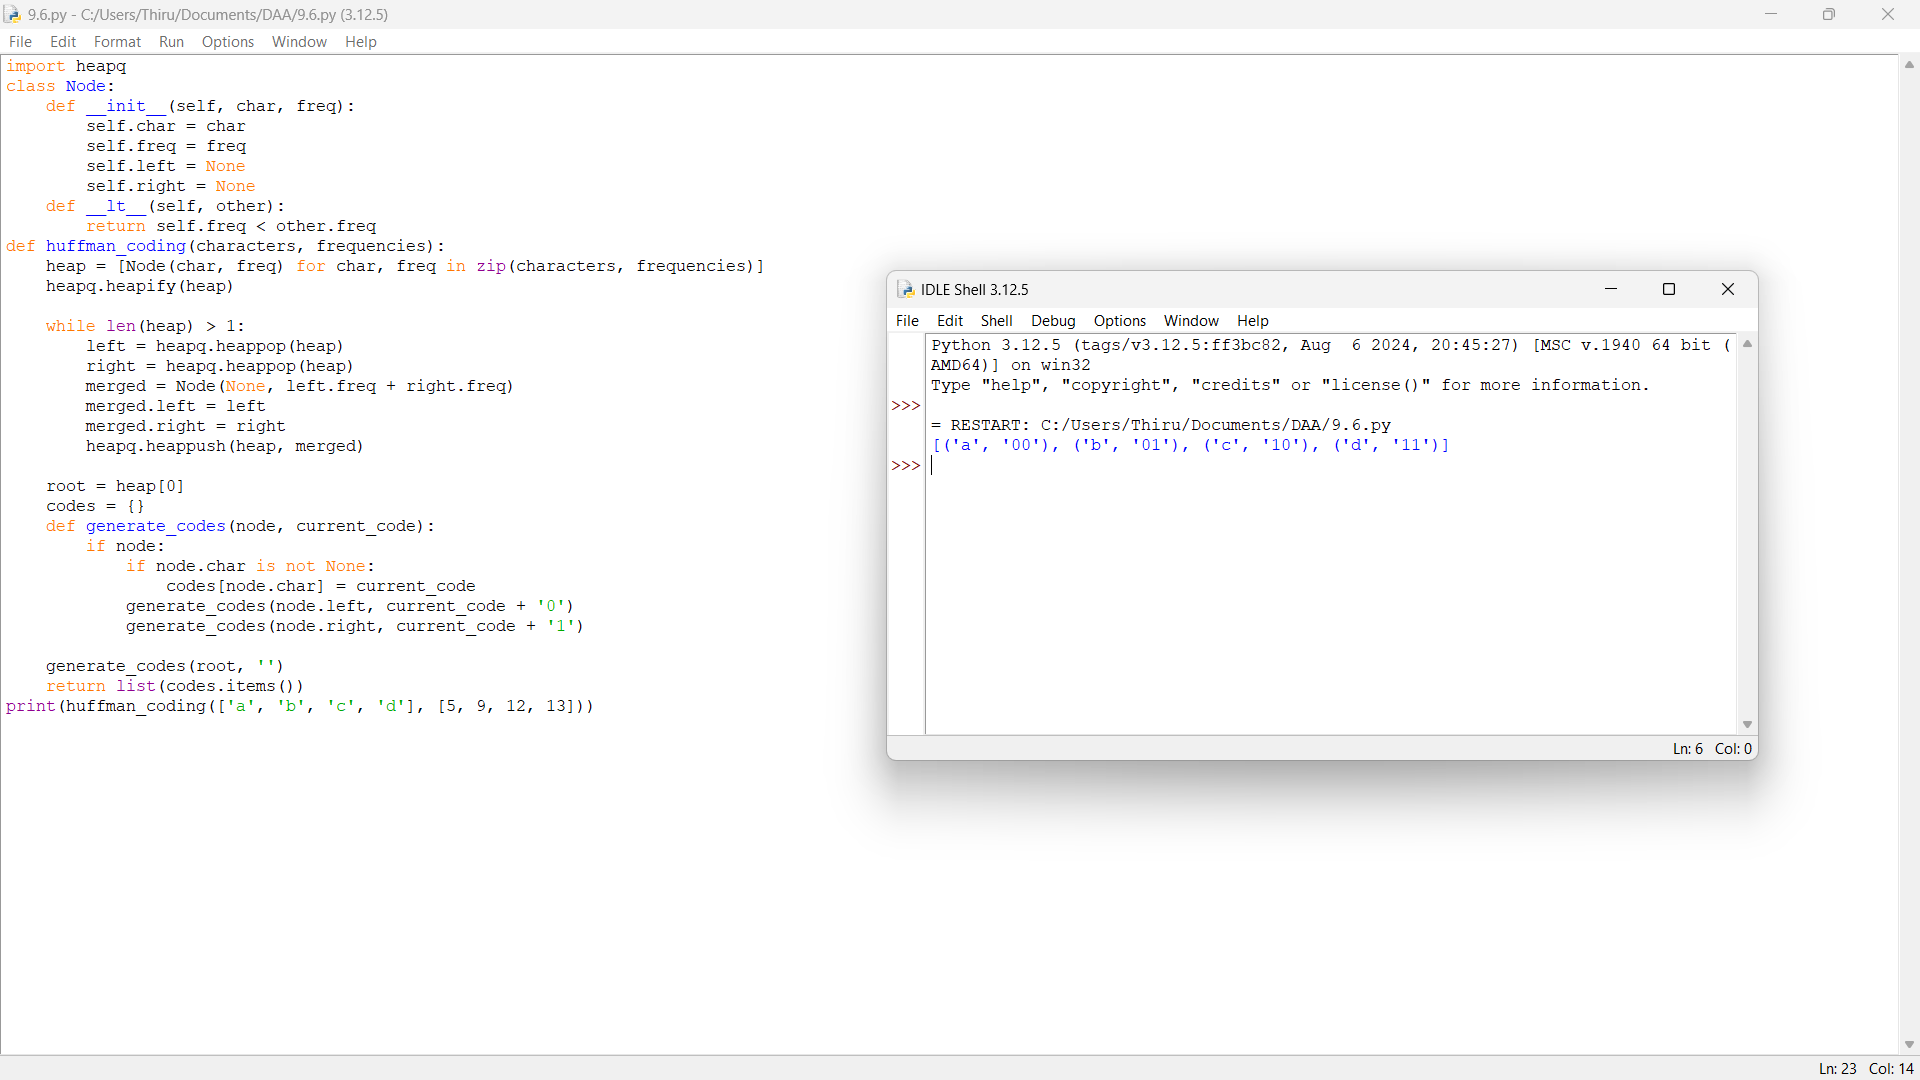 9.6.py - C:/Users/Thiru/Documents/DAA/9.6.py (3.12.5)
File Edit Format Run Options Window Help
import heapq
class Node:
    def __init__(self, char, freq):
        self.char = char
        self.freq = freq
        self.left = None
        self.right = None
    def __lt__(self, other):
        return self.freq < other.freq
def huffman_coding(characters, frequencies):
    heap = [Node(char, freq) for char, freq in zip(characters, frequencies)]
    heapq.heapify(heap)
    while len(heap) > 1:
        left = heapq.heappop(heap)
        right = heapq.heappop(heap)
        merged = Node(None, left.freq + right.freq)
        merged.left = left
        merged.right = right
        heapq.heappush(heap, merged)
    root = heap[0]
    codes = {}
    def generate_codes(node, current_code):
        if node:
            if node.char is not None:
                codes[node.char] = current_code
            generate_codes(node.left, current_code + '0')
            generate_codes(node.right, current_code + '1')
    generate_codes(root, '')
    return list(codes.items())
print(huffman_coding(['a', 'b', 'c', 'd'], [5, 9, 12, 13]))
IDLE Shell 3.12.5
File Edit Shell Debug Options Window Help
Python 3.12.5 (tags/v3.12.5:ff3bc82, Aug  6 2024, 20:45:27) [MSC v.1940 64 bit (
AMD64)] on win32
Type "help", "copyright", "credits" or "license()" for more information.
>>>
= RESTART: C:/Users/Thiru/Documents/DAA/9.6.py
[('a', '00'), ('b', '01'), ('c', '10'), ('d', '11')]
>>>
Ln: 6 Col: 0
Ln: 23 Col: 14